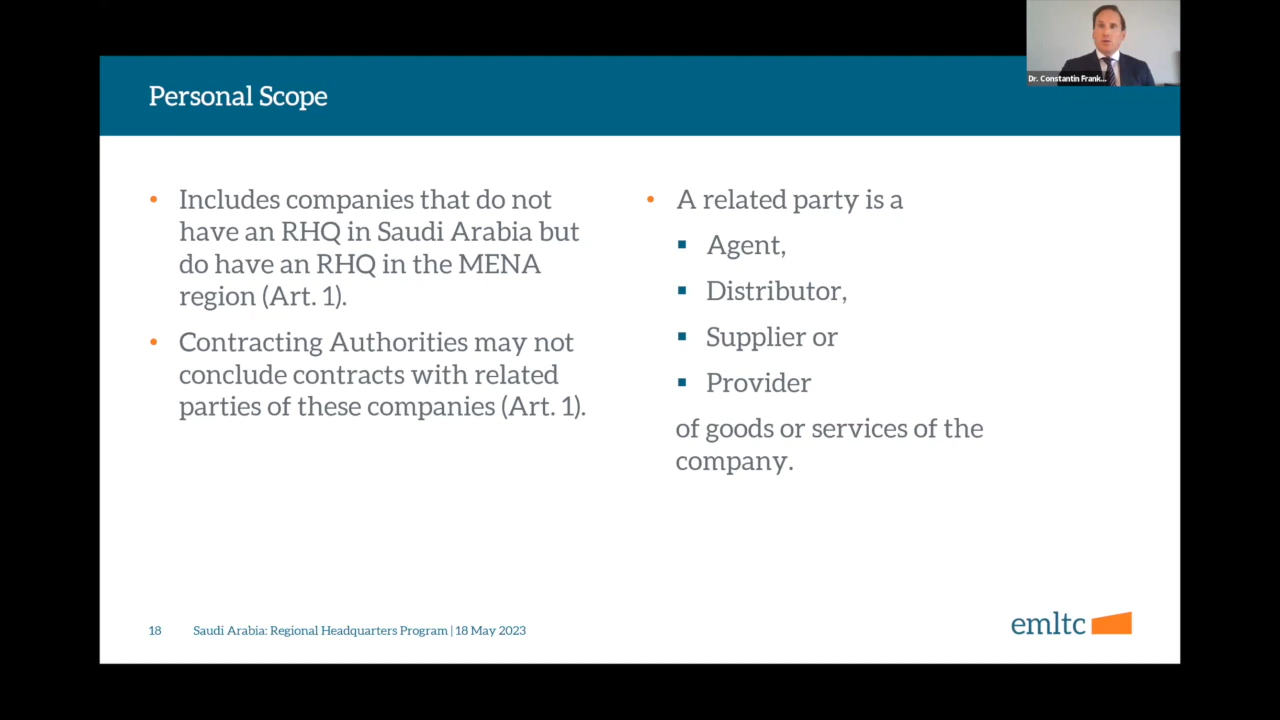 Dr. Constantin Frank...
Personal Scope
• Includes companies that do not
have an RHQ in Saudi Arabia but
do have an RHQ in the MENA
region (Art. 1).
• Contracting Authorities may not
conclude contracts with related
parties of these companies (Art. 1).
• A related party is a
▪ Agent,
▪ Distributor,
▪ Supplier or
▪ Provider
of goods or services of the
company.
18 Saudi Arabia: Regional Headquarters Program | 18 May 2023
emltc